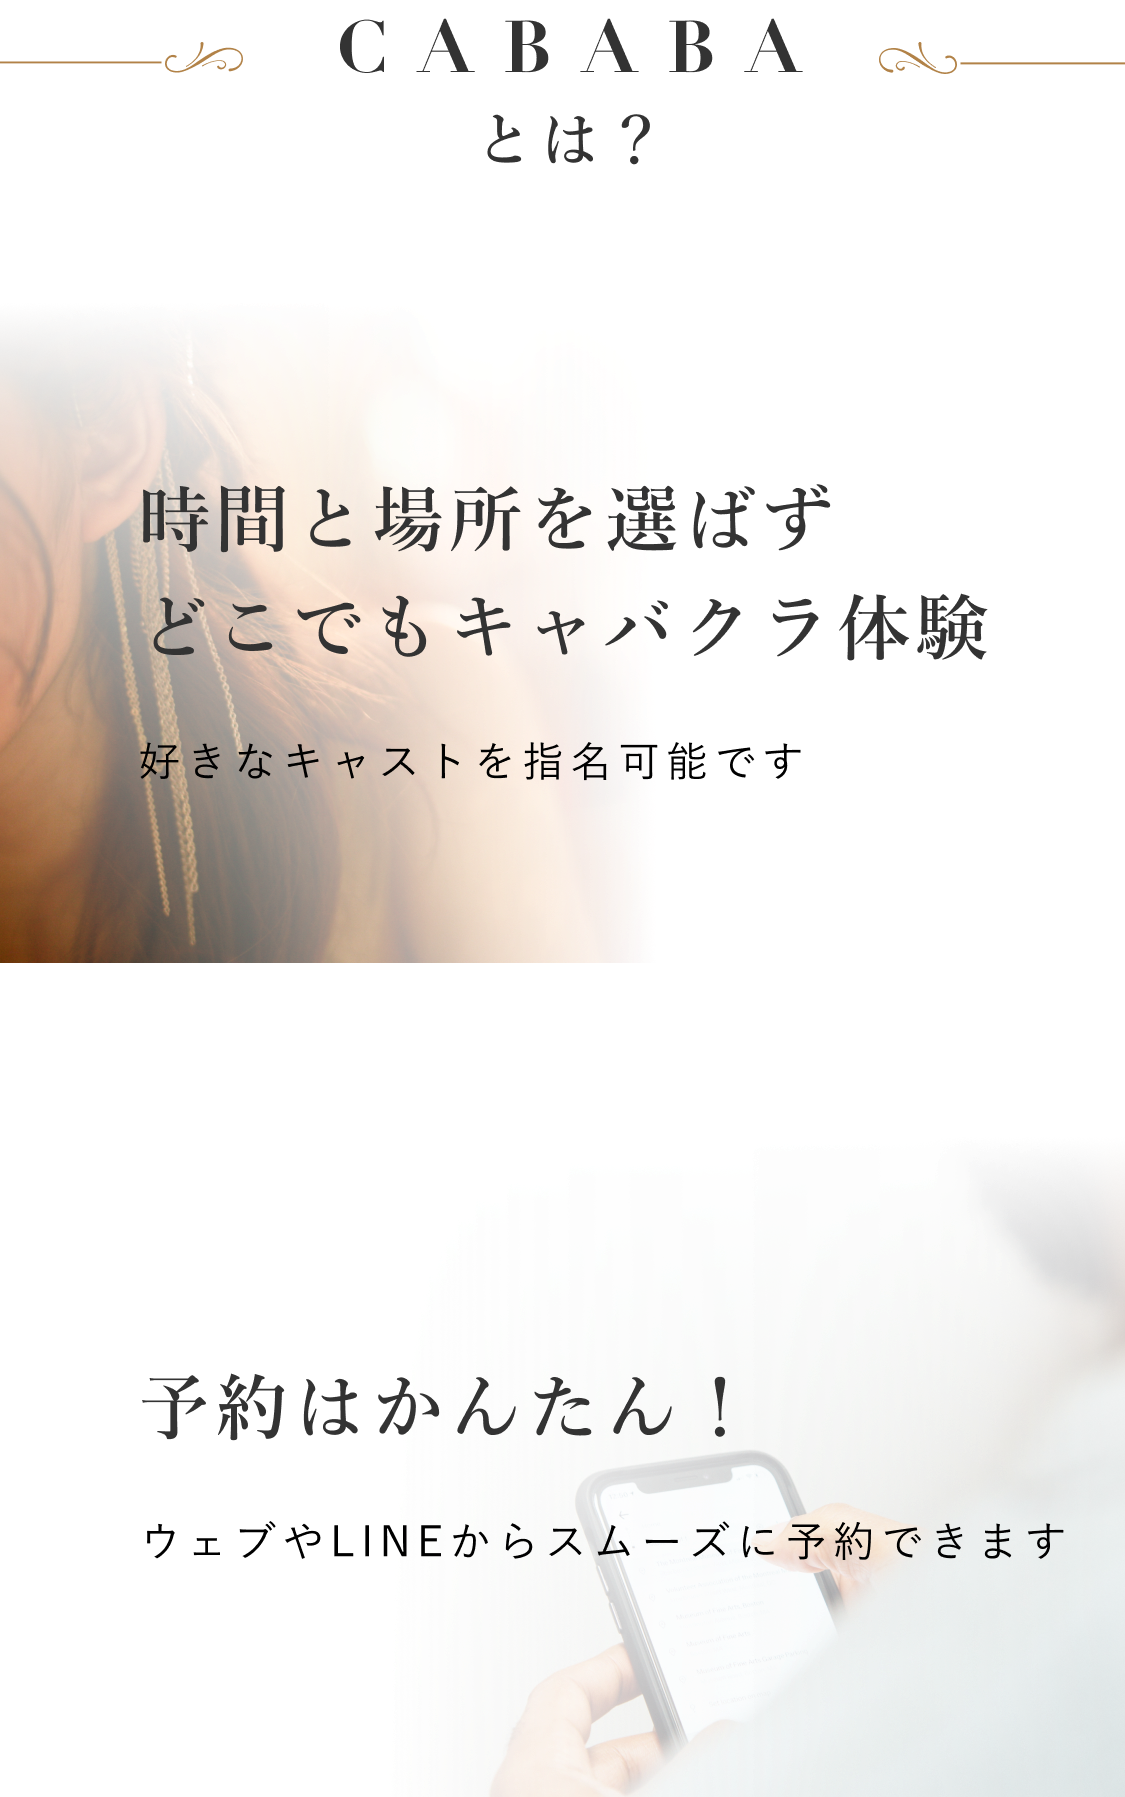 CABABA
とは？
時間と場所を選ばず
どこでもキャバクラ体験
好きなキャストを指名可能です
予約はかんたん！
ウェブやLINEからスムーズに予約できます